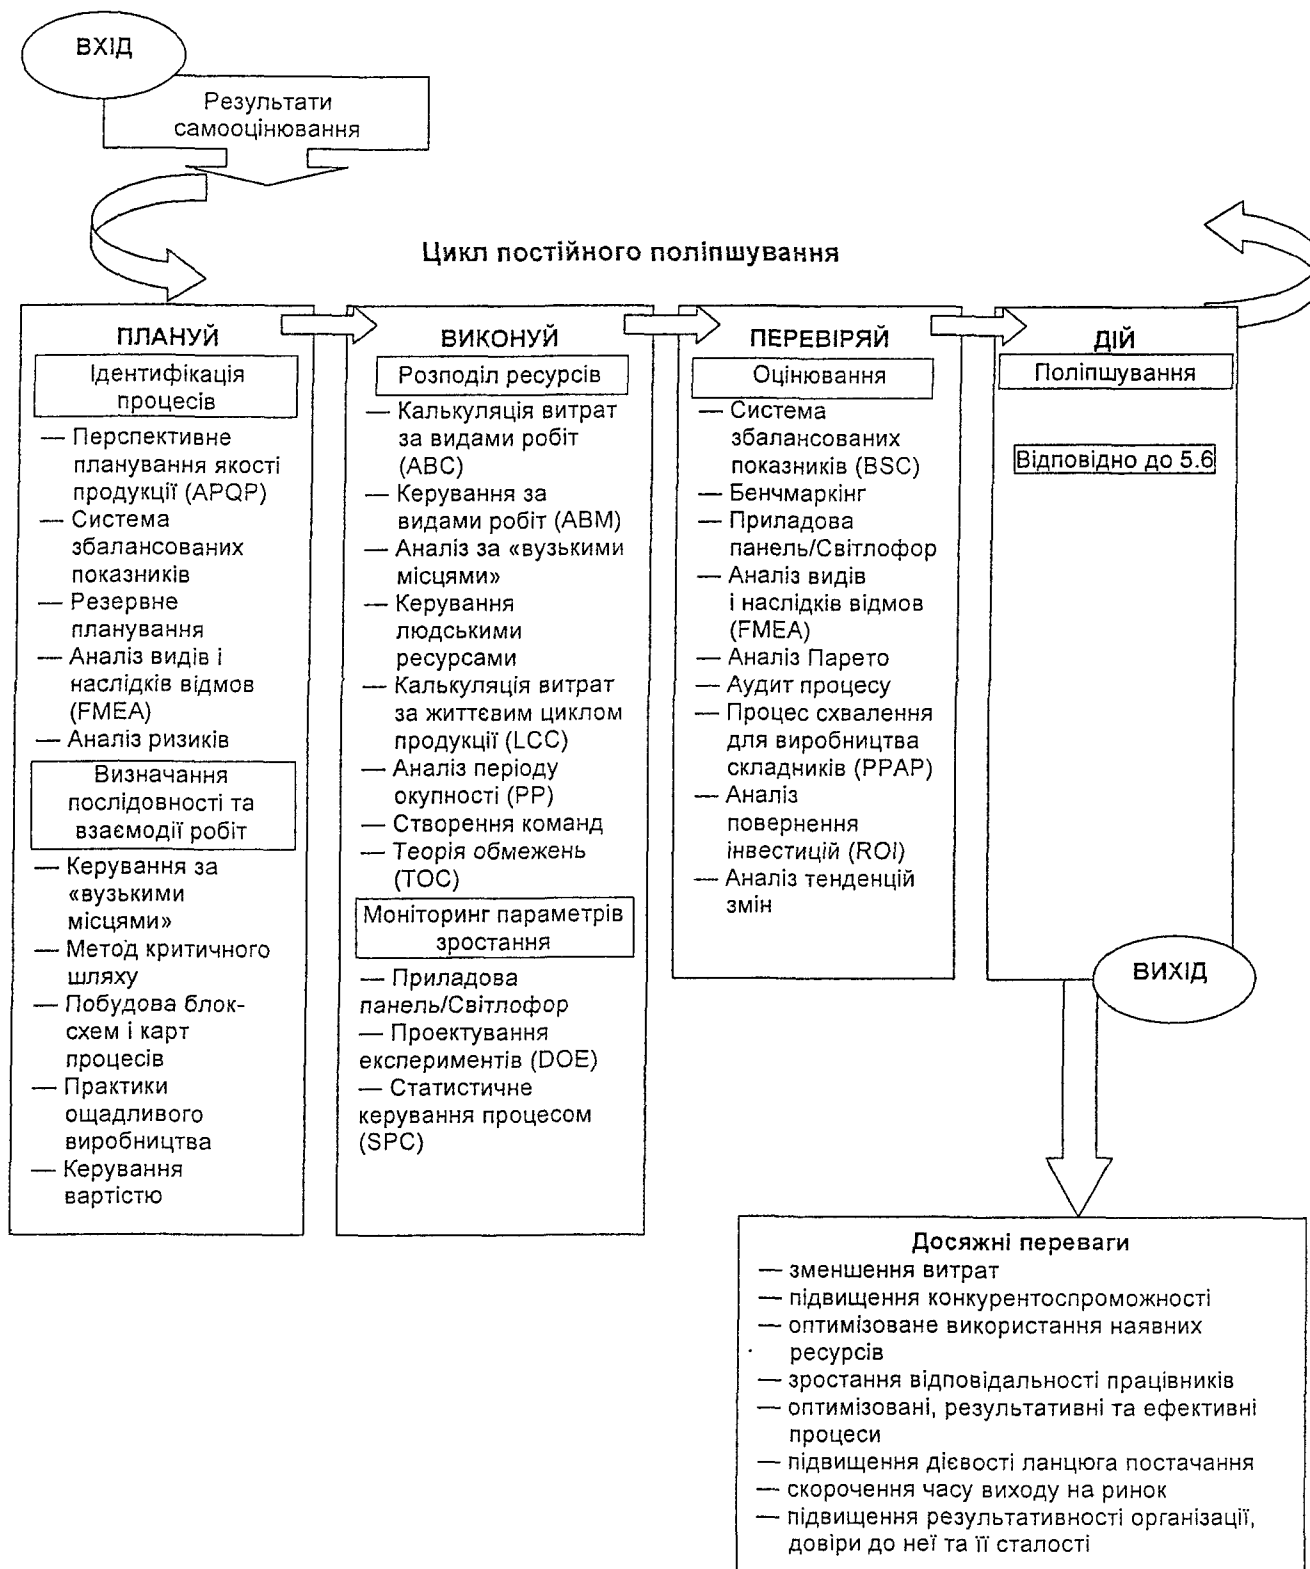 ВХІД
Результати
самооцінювання
Цикл постійного поліпшування
ПЛАНУЙ
Ідентифікація
процесів
— Перспективне
планування якості
продукції (APQP)
— Система
збалансованих
показників
— Резервне
планування
— Аналіз видів і
наслідків відмов
(FMEA)
— Аналіз ризиків
Визначання
послідовності та
взаємодії робіт
— Керування за
«вузькими
місцями»
— Метод критичного
шляху
— Побудова блок-
схем і карт
процесів
— Практики
ощадливого
виробництва
— Керування
вартістю
ВИКОНУЙ
Розподіл ресурсів
— Калькуляція витрат
за видами робіт
(ABC)
— Керування за
видами робіт (ABM)
— Аналіз за «вузькими
місцями»
— Керування
людськими
ресурсами
— Калькуляція витрат
за життєвим циклом
продукції (LCC)
— Аналіз періоду
окупності (PP)
— Створення команд
— Теорія обмежень
(TOC)
Моніторинг параметрів
зростання
— Приладова
панель/Світлофор
— Проектування
експериментів (DOE)
— Статистичне
керування процесом
(SPC)
ПЕРЕВІРЯЙ
Оцінювання
— Система
збалансованих
показників (BSC)
— Бенчмаркінг
— Приладова
панель/Світлофор
— Аналіз видів
і наслідків відмов
(FMEA)
— Аналіз Парето
— Аудит процесу
— Процес схвалення
для виробництва
складників (PPAP)
— Аналіз
повернення
інвестицій (ROI)
— Аналіз тенденцій
змін
ДІЙ
Поліпшування
Відповідно до 5.6
ВИХІД
Досяжні переваги
— зменшення витрат
— підвищення конкурентоспроможності
— оптимізоване використання наявних
ресурсів
— зростання відповідальності працівників
— оптимізовані, результативні та ефективні
процеси
— підвищення дієвості ланцюга постачання
— скорочення часу виходу на ринок
— підвищення результативності організації,
довіри до неї та її сталості